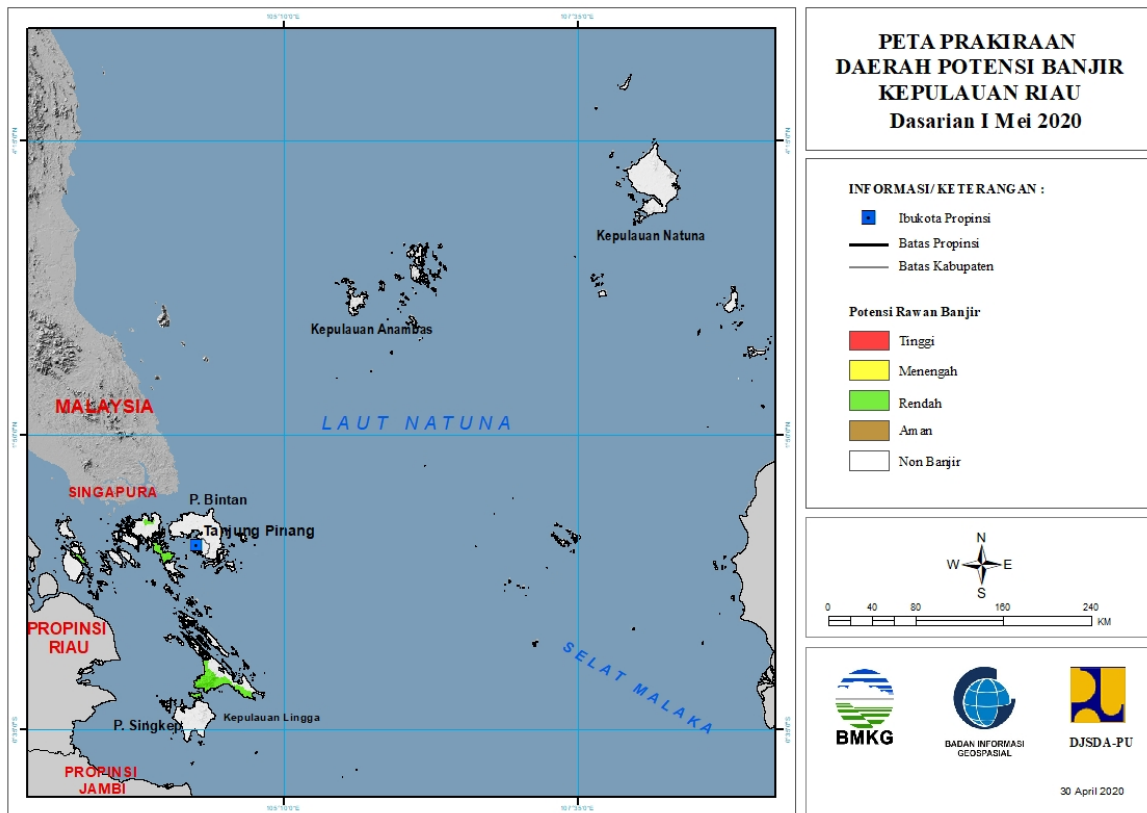 PETA PRAKIRAAN
DAERAH POTENSI BANJIR
KEPULAUAN RIAU
Dasarian I Mei 2020
INFORMASI/ KETERANGAN :
Ibukota Propinsi
Batas Propinsi
Batas Kabupaten
Potensi Rawan Banjir
Tinggi
Menengah
Rendah
Aman
Non Banjir
N
W E
S
0 40 80 160 240
KM
BMKG
BADAN INFORMASI
GEOSPASIAL
DJSDA-PU
30 April 2020
Kepulauan Natuna
Kepulauan Anambas
MALAYSIA
LAUT NATUNA
SINGAPURA
P. Bintan
Tanjung Pinang
PROPINSI
RIAU
SELAT MALAKA
Kepulauan Lingga
P. Singkep
PROPINSI
JAMBI